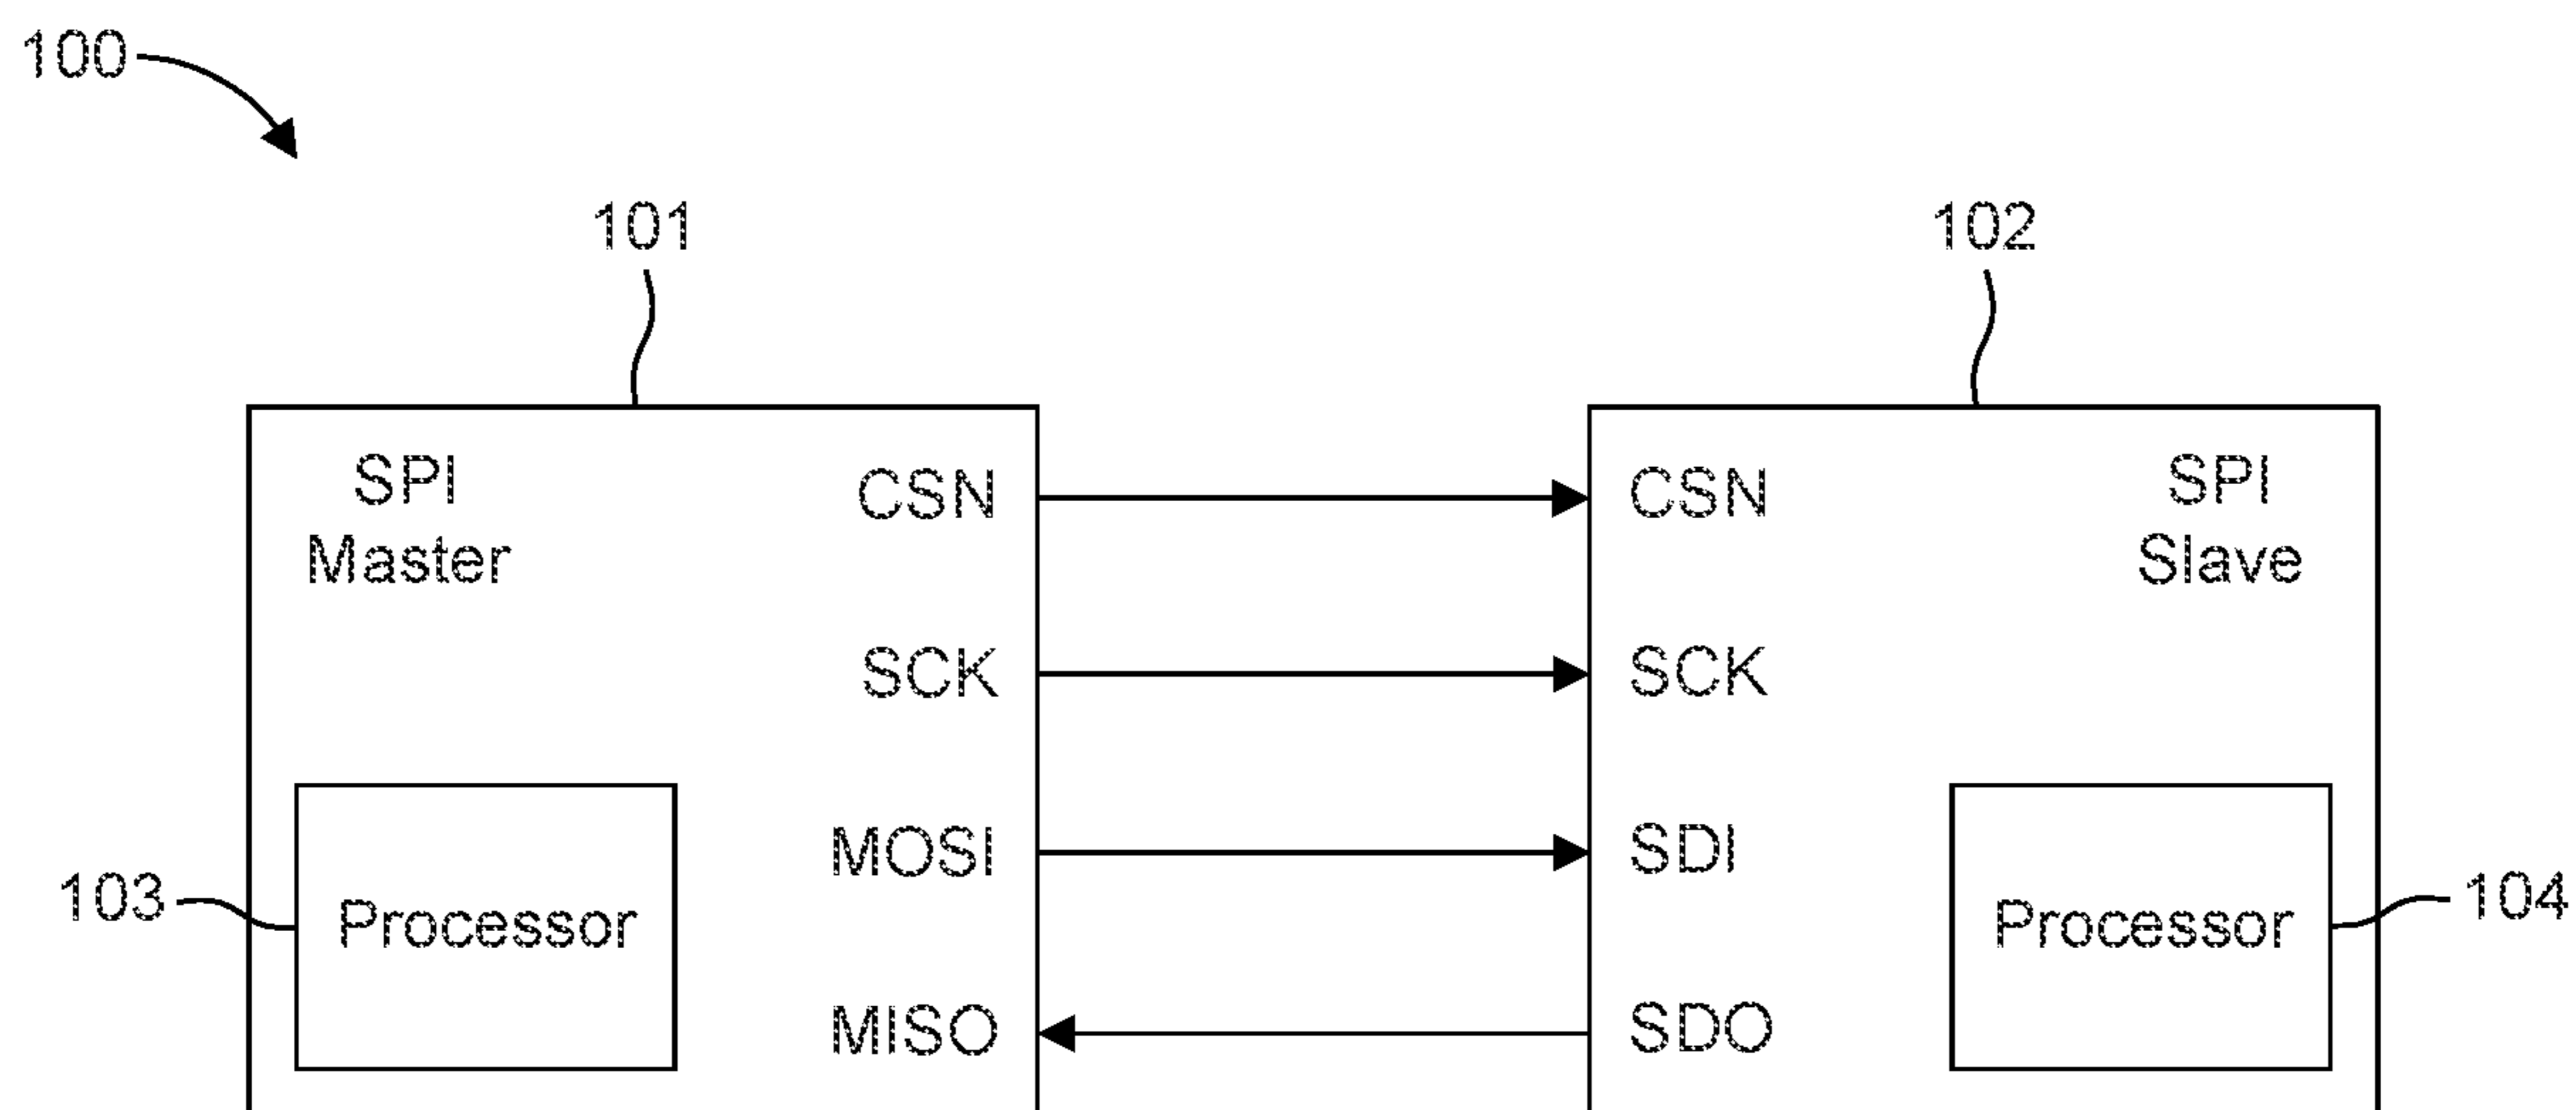 100
101
102
SPI
Master
CSN
CSN
SPI
Slave
SCK
SCK
MOSI
SDI
103
Processor
Processor
104
MISO
SDO